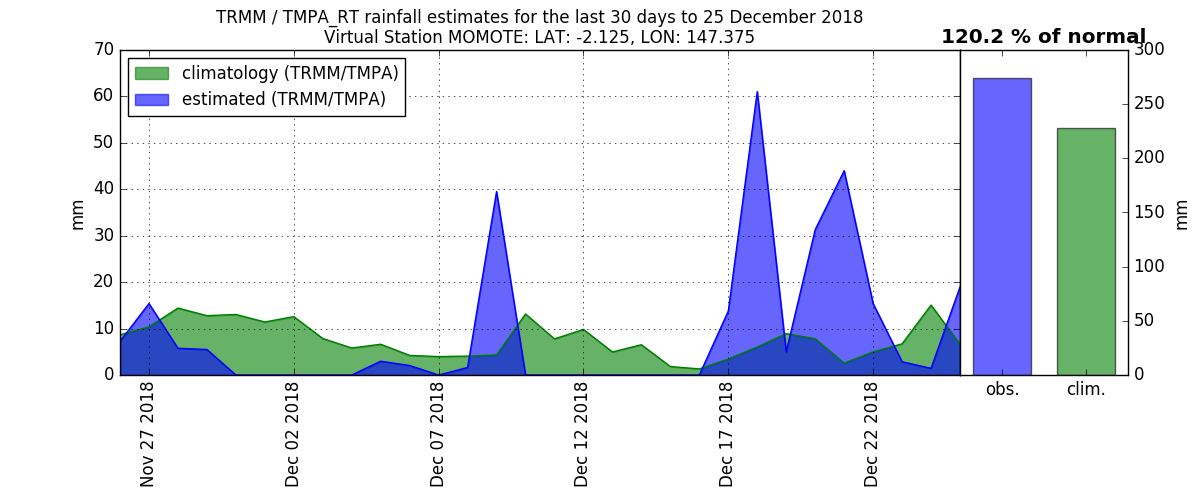 TRMM / TMPA_RT rainfall estimates for the last 30 days to 25 December 2018
Virtual Station MOMOTE: LAT: -2.125, LON: 147.375
120.2 % of normal
climatology (TRMM/TMPA)
estimated (TRMM/TMPA)
mm
70
60
50
40
30
20
10
0
Nov 27 2018
Dec 02 2018
Dec 07 2018
Dec 12 2018
Dec 17 2018
Dec 22 2018
obs.
clim.
300
250
200
150
100
50
0
mm